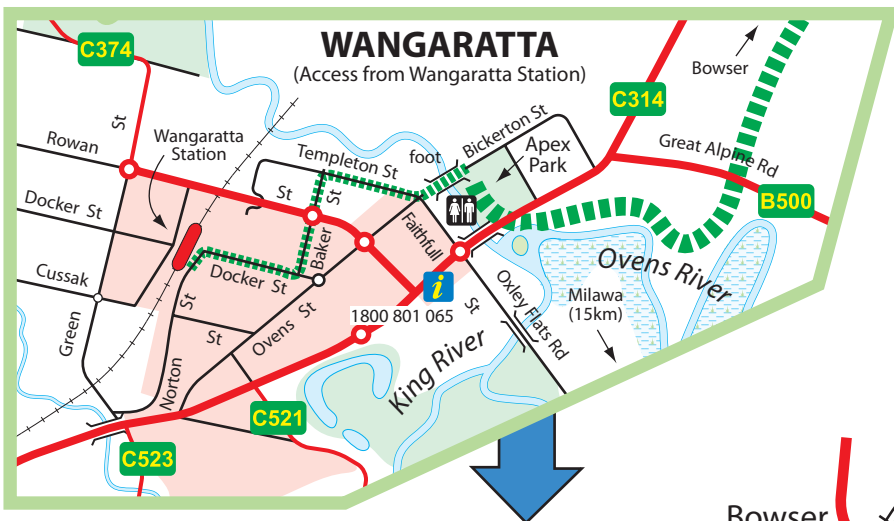 WANGARATTA
(Access from Wangaratta Station)
C374
Bowser
C314
St
Rowan
Wangaratta
Station
Templeton St
foot
Bickerton St
Apex
Park
Great Alpine Rd
B500
Docker St
St
St
Baker
Faithfull
St
Cussak
Docker St
i
1800 801 065
Ovens River
Milawa
(15km)
Oxley Flats Rd
Green
St
Norton
St
Ovens St
King River
C521
C523
Bowser